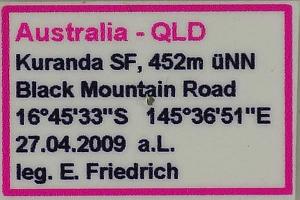 Australia - QLD
Kuranda SF, 452m üNN
Black Mountain Road
16°45'33"S 145°36'51"E
27.04.2009 a.L.
leg. E. Friedrich